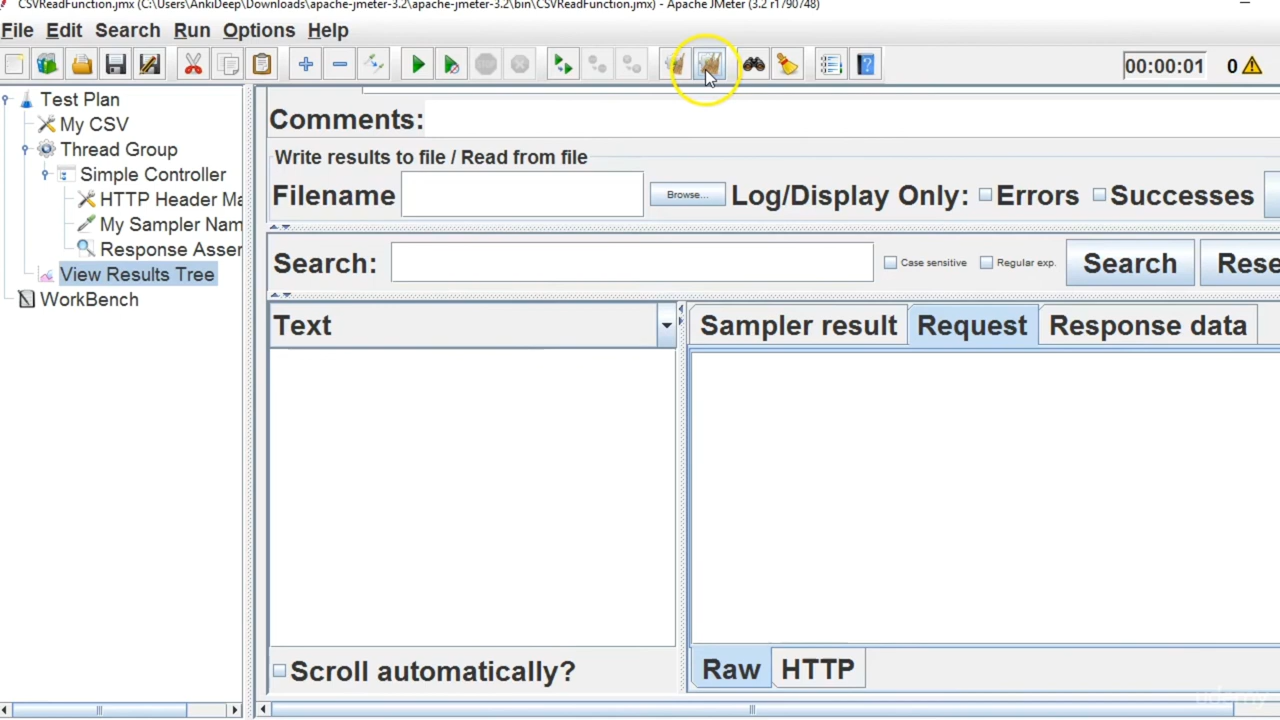 CSVReadFunction.jmx (C:\Users\AnkiDeep\Downloads\apache-jmeter-3.2\apache-jmeter-3.2\bin\CSVReadFunction.jmx) - Apache JMeter (3.2 r1790748)
File Edit Search Run Options Help
00:00:01 0
Test Plan
My CSV
Thread Group
Simple Controller
HTTP Header Ma
My Sampler Nam
Response Asser
View Results Tree
WorkBench
Comments:
Write results to file / Read from file
Filename Browse... Log/Display Only: Errors Successes
Search: Case sensitive Regular exp. Search Rese
Text
Sampler result Request Response data
Scroll automatically?
Raw HTTP
udemy